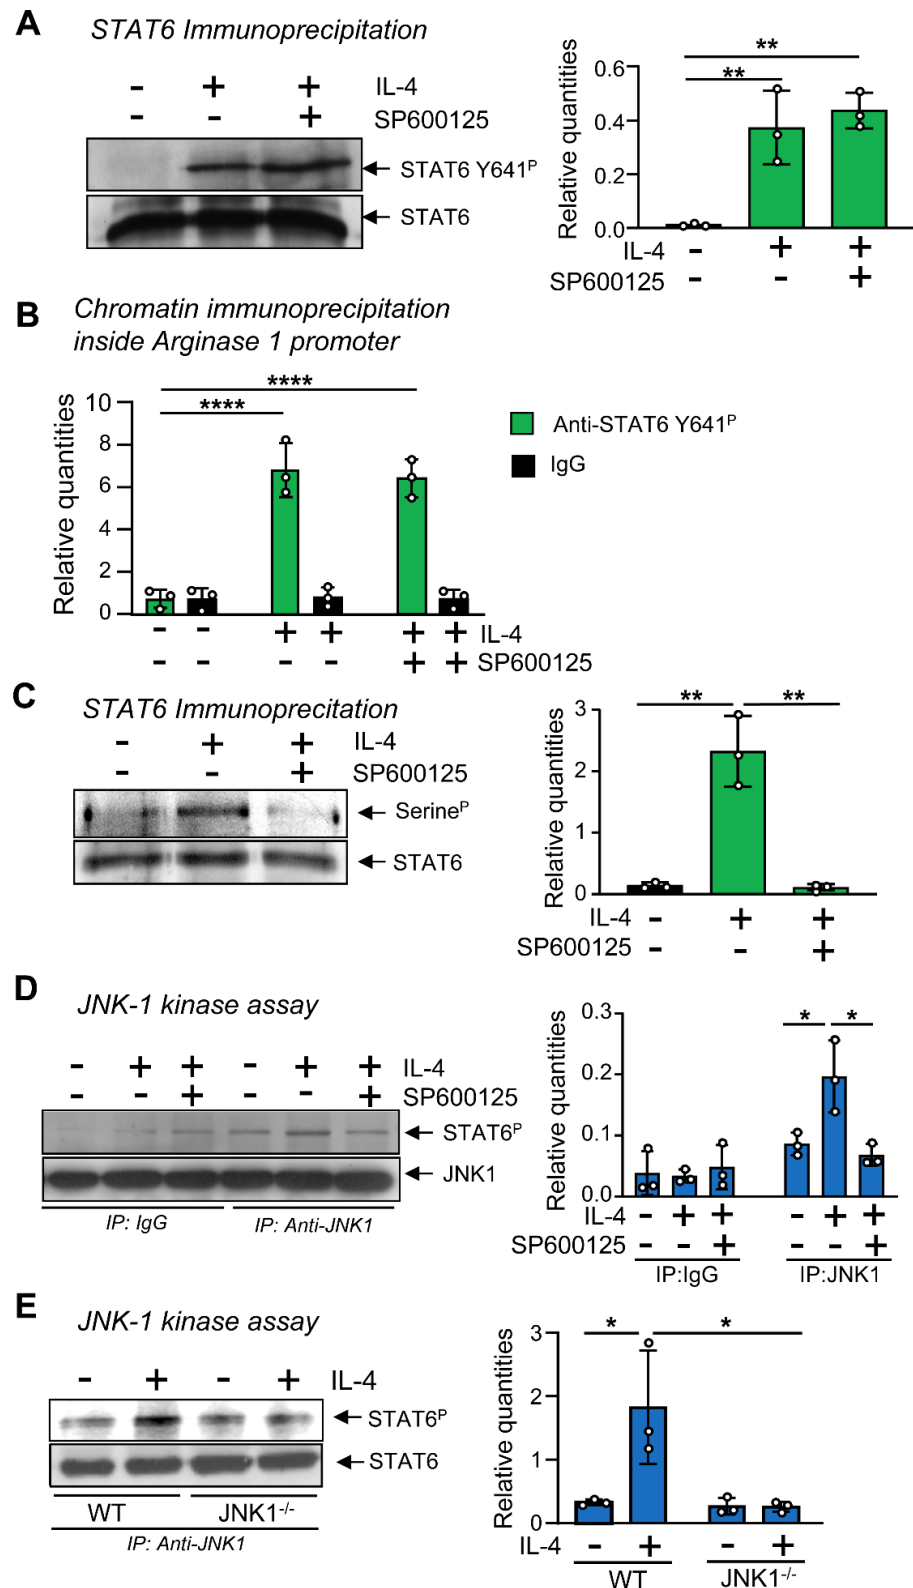 A
STAT6 Immunoprecipitation
- + + IL-4
- - + SP600125
STAT6 Y641ᴾ
STAT6
Relative quantities
0.6
0.4
0.2
0.0
**
**
IL-4 - + +
SP600125 - - +
B
Chromatin immunoprecipitation
inside Arginase 1 promoter
Relative quantities
10
8
6
4
2
0
****
****
- - + + + + IL-4
- - - - + + SP600125
Anti-STAT6 Y641ᴾ
IgG
C
STAT6 Immunoprecitation
- + + IL-4
- - + SP600125
Serineᴾ
STAT6
Relative quantities
3
2
1
0
** **
IL-4 - + +
SP600125 - - +
D
JNK-1 kinase assay
- + + - + + IL-4
- - + - - + SP600125
STAT6ᴾ
JNK1
IP: IgG IP: Anti-JNK1
Relative quantities
0.3
0.2
0.1
0.0
* *
IL-4 - + + - + +
SP600125 - - + - - +
IP:IgG IP:JNK1
E
JNK-1 kinase assay
- + - + IL-4
STAT6ᴾ
STAT6
WT JNK1⁻/⁻
IP: Anti-JNK1
Relative quantities
3
2
1
0
* *
IL-4 - + - +
WT JNK1⁻/⁻